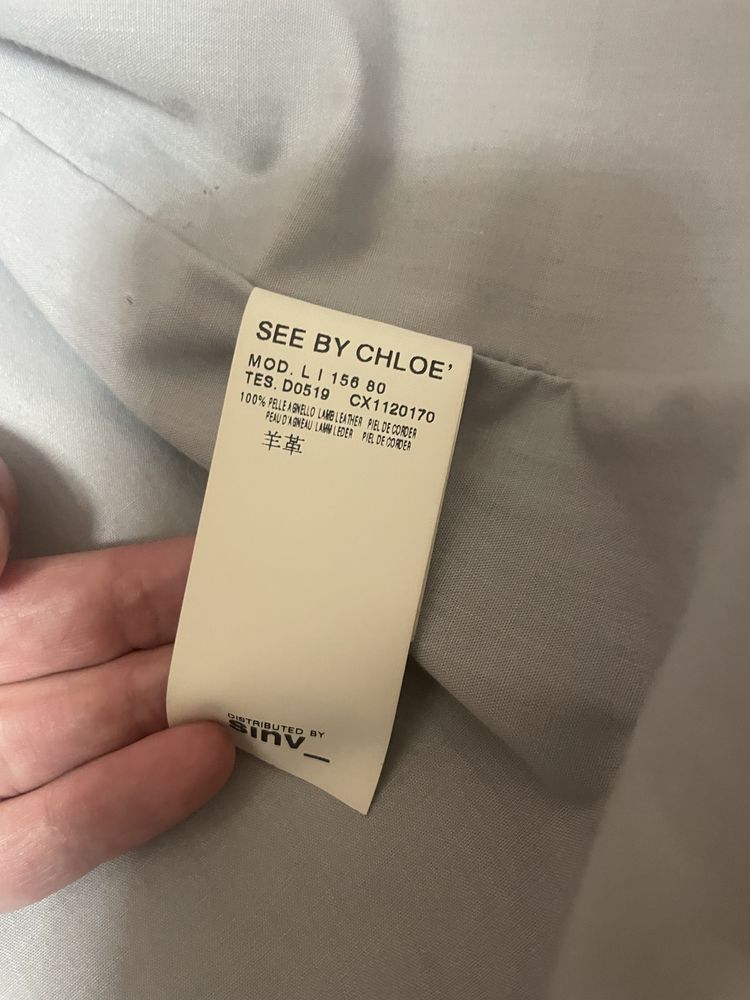 SEE BY CHLOE'
MOD. L I 156 80
TES. D0519 CX1120170
100% PELLE AGNELLO LAMB LEATHER PIEL DE CORDER
PEAU D'AGNEAU LAMM LEDER PIEL DE CORDER
羊革
DISTRIBUTED BY
sinv_